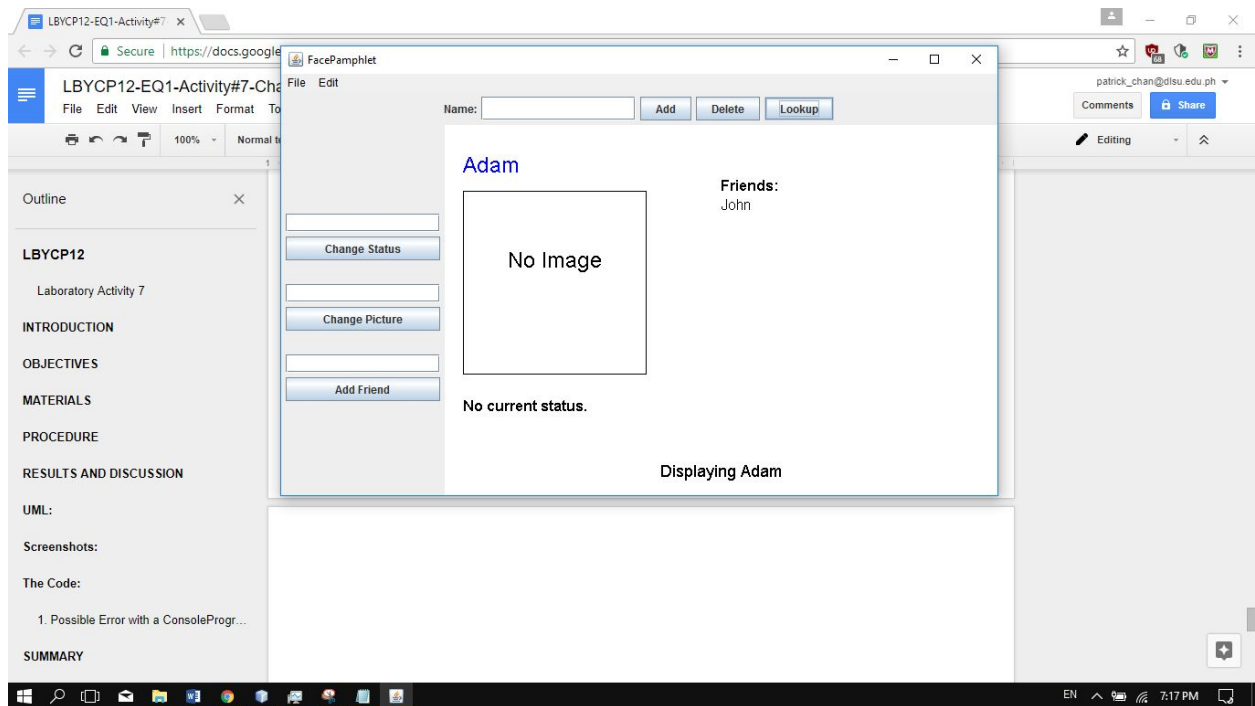 LBYCP12-EQ1-Activity#7
Secure | https://docs.google
68
LBYCP12-EQ1-Activity#7-Cha
File Edit View Insert Format To
patrick_chan@dlsu.edu.ph
Comments
Share
100%
Normal
Editing
1
Outline
LBYCP12
Laboratory Activity 7
INTRODUCTION
OBJECTIVES
MATERIALS
PROCEDURE
RESULTS AND DISCUSSION
UML:
Screenshots:
The Code:
1. Possible Error with a ConsoleProgr...
SUMMARY
FacePamphlet
File Edit
Name:
Add
Delete
Lookup
Change Status
Change Picture
Add Friend
Adam
No Image
Friends:
John
No current status.
Displaying Adam
EN
7:17 PM